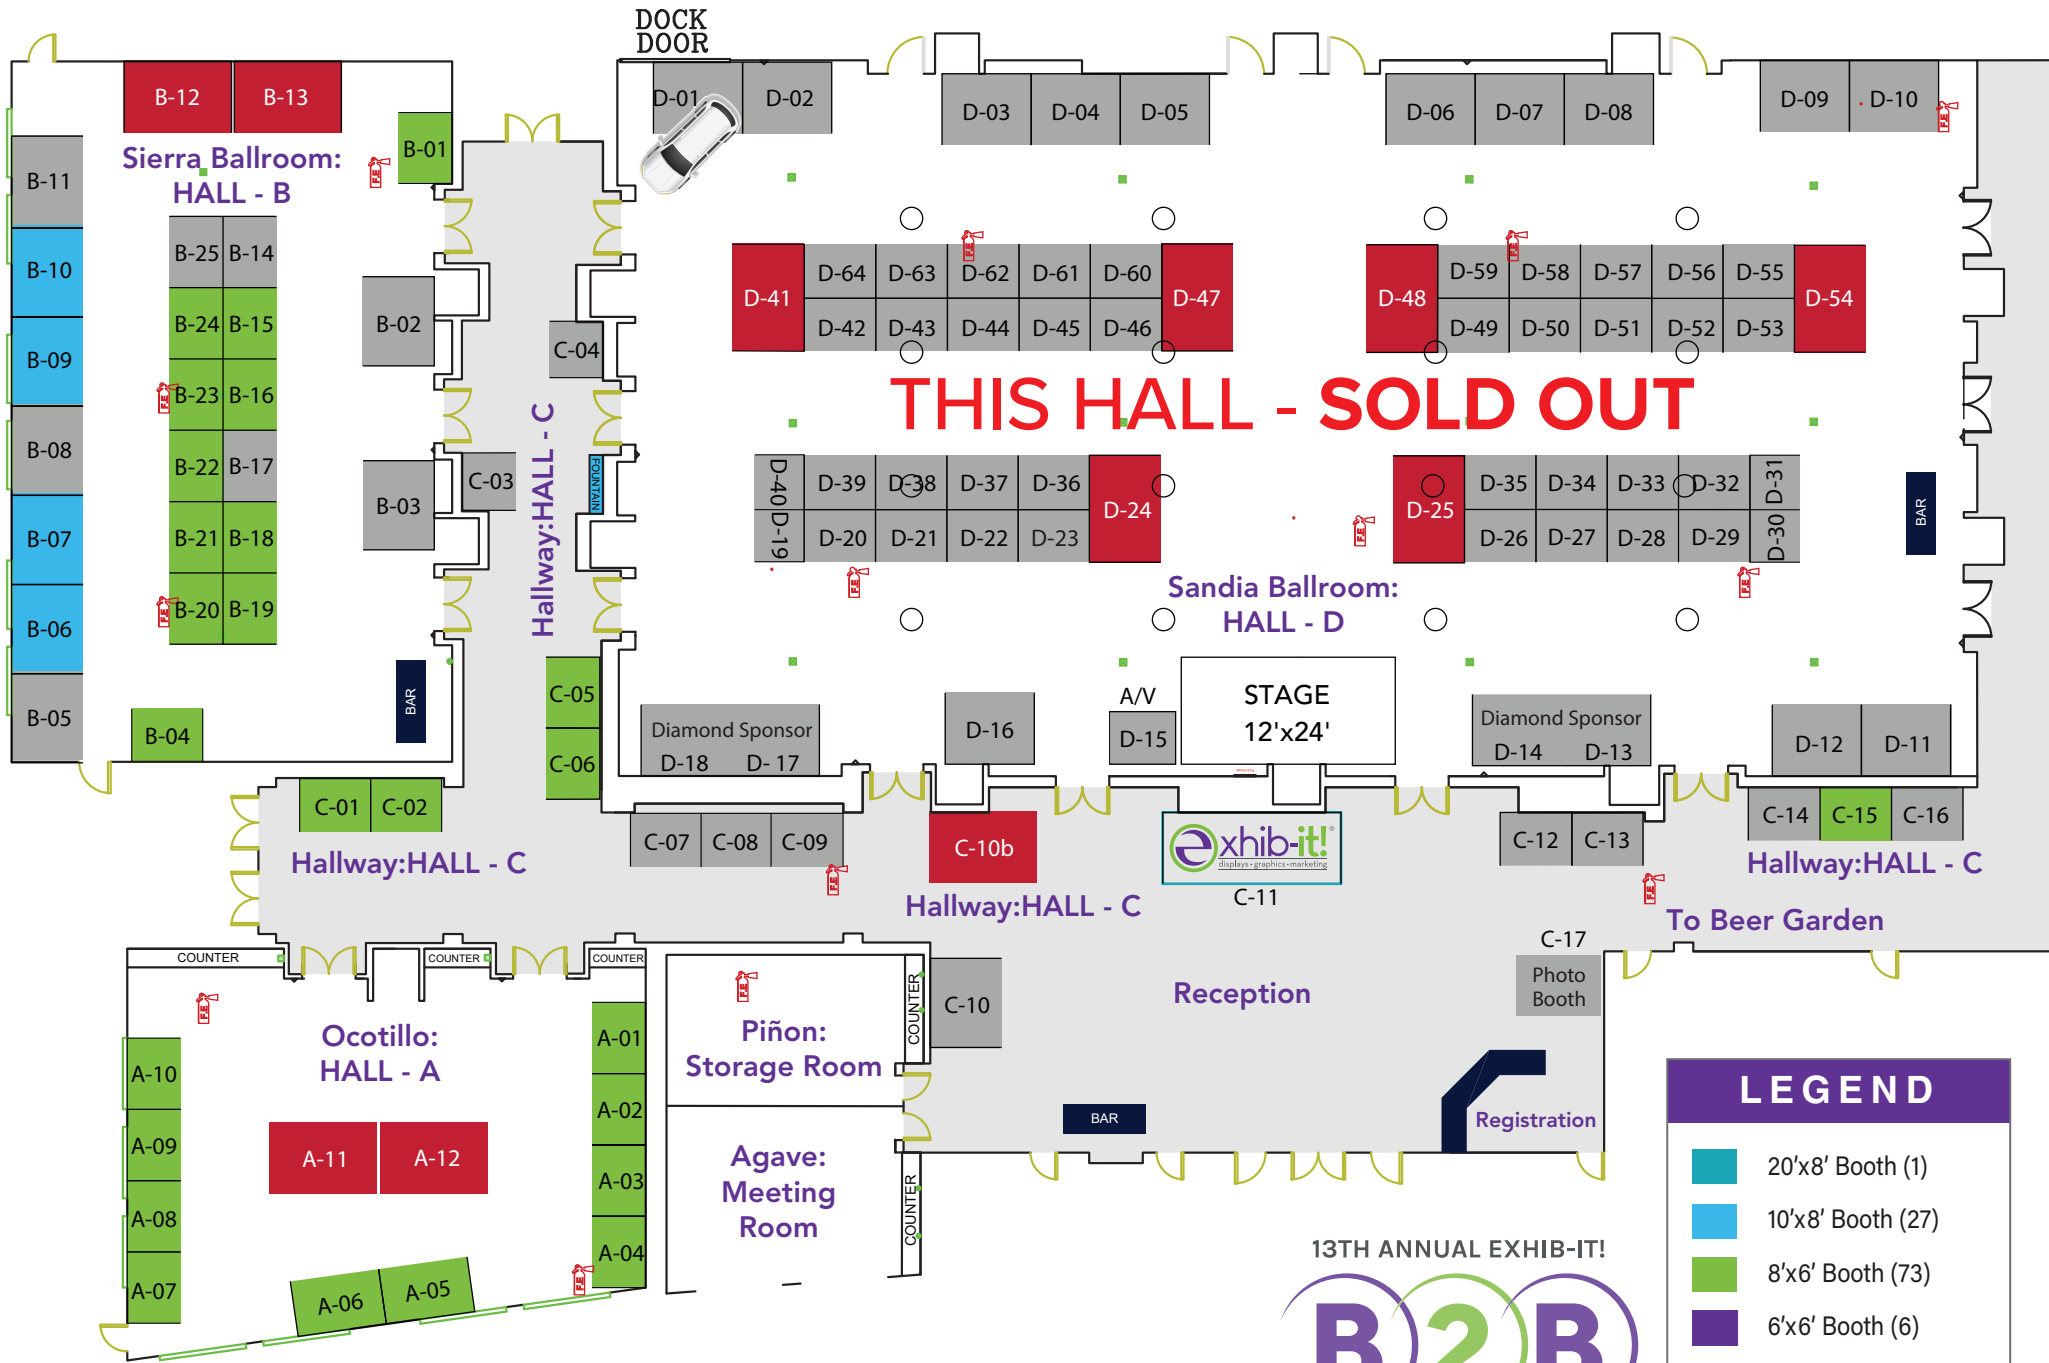 DOCK
DOOR
B-12
B-13
B-01
Sierra Ballroom:
HALL - B
B-11
B-10
B-09
B-08
B-07
B-06
B-05
B-25
B-14
B-24
B-15
B-23
B-16
B-22
B-17
B-21
B-18
B-20
B-19
B-02
B-03
B-04
BAR
F.E
F.E
F.E
C-04
C-03
FOUNTAIN
Hallway:HALL - C
C-05
C-06
D-01
D-02
D-03
D-04
D-05
D-06
D-07
D-08
D-09
D-10
F.E
D-41
D-64
D-63
D-62
D-61
D-60
D-47
D-42
D-43
D-44
D-45
D-46
F.E
D-48
D-59
D-58
D-57
D-56
D-55
D-54
D-49
D-50
D-51
D-52
D-53
F.E
THIS HALL - SOLD OUT
D-40
D-39
D-38
D-37
D-36
D-24
D-19
D-20
D-21
D-22
D-23
F.E
D-25
D-35
D-34
D-33
D-32
D-31
D-26
D-27
D-28
D-29
D-30
F.E
F.E
BAR
Sandia Ballroom:
HALL - D
Diamond Sponsor
D-18
D- 17
D-16
A/V
D-15
STAGE
12'x24'
Diamond Sponsor
D-14
D-13
D-12
D-11
C-01
C-02
Hallway:HALL - C
C-07
C-08
C-09
F.E
C-10b
Hallway:HALL - C
exhib-it!
displays • graphics • marketing
C-11
C-12
C-13
F.E
C-14
C-15
C-16
Hallway:HALL - C
To Beer Garden
COUNTER
COUNTER
COUNTER
F.E
Ocotillo:
HALL - A
A-01
A-02
A-03
A-04
A-10
A-09
A-08
A-07
A-11
A-12
A-06
A-05
F.E
F.E
Piñon:
Storage Room
COUNTER
Agave:
Meeting
Room
COUNTER
C-10
Reception
C-17
Photo
Booth
BAR
Registration
LEGEND
20'x8' Booth (1)
10'x8' Booth (27)
8'x6' Booth (73)
6'x6' Booth (6)
13TH ANNUAL EXHIB-IT!
B2B